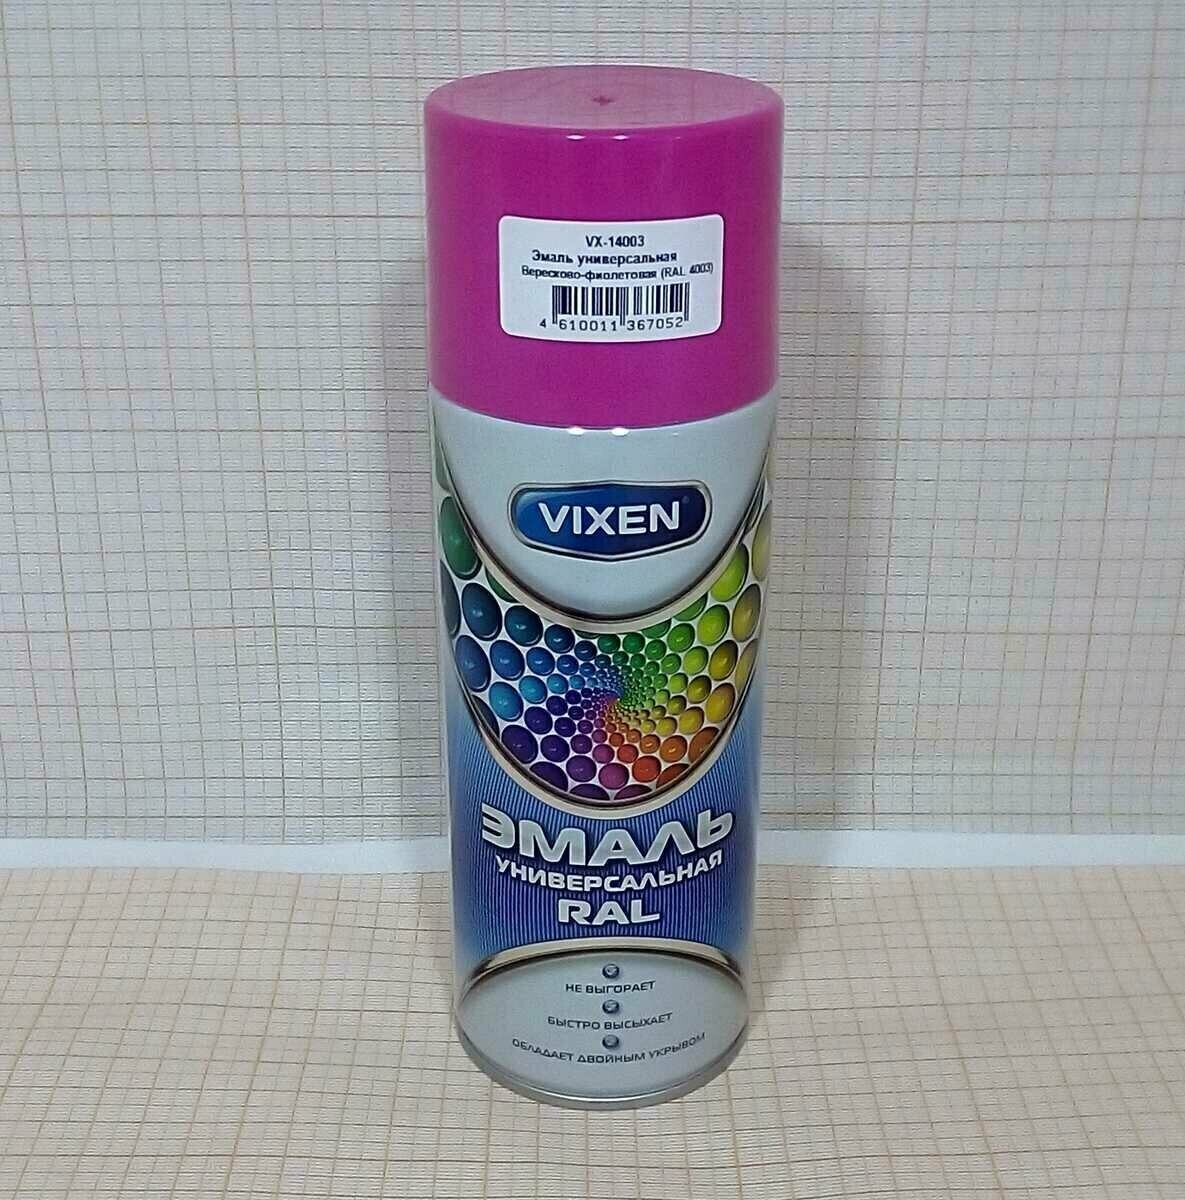 VX-14003
Эмаль универсальная
Вересково-фиолетовая (RAL 4003)
4 610011 367052
VIXEN®
ЭМАЛЬ
УНИВЕРСАЛЬНАЯ
RAL
НЕ ВЫГОРАЕТ
БЫСТРО ВЫСЫХАЕТ
ОБЛАДАЕТ ДВОЙНЫМ УКРЫВОМ